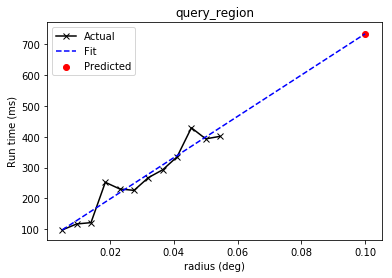 query_region
Actual
Fit
Predicted
700
600
500
400
300
200
100
Run time (ms)
0.02 0.04 0.06 0.08 0.10
radius (deg)